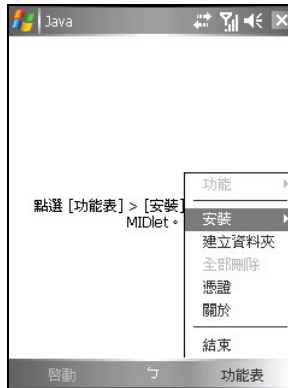 Java
功能
點選 [功能表] > [安裝]
MIDlet。
安裝
建立資料夾
全部刪除
憑證
關於
結束
啟動
功能表